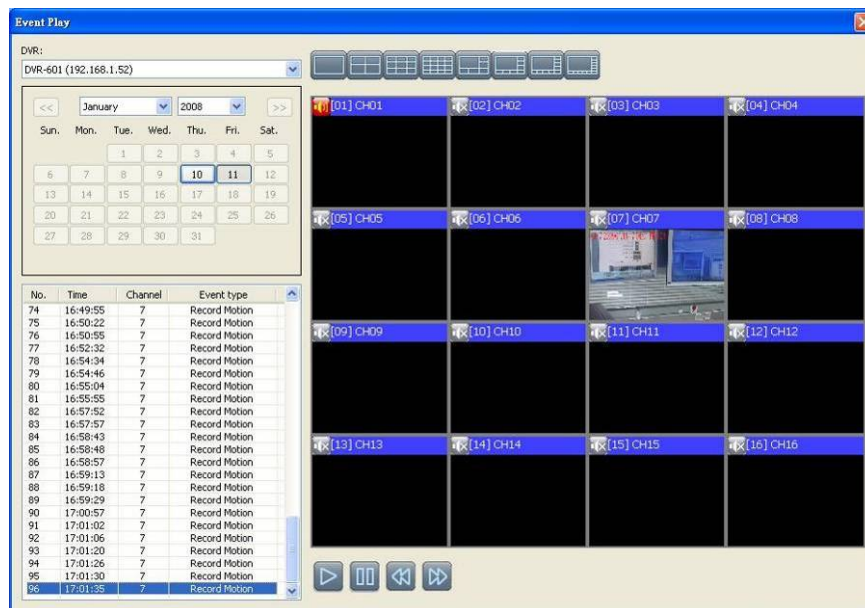 Event Play
DVR:
DVR-601 (192.168.1.52)
<< January 2008 >>
Sun. Mon. Tue. Wed. Thu. Fri. Sat.
1 2 3 4 5
6 7 8 9 10 11 12
13 14 15 16 17 18 19
20 21 22 23 24 25 26
27 28 29 30 31
No. Time Channel Event type
74 16:49:55 7 Record Motion
75 16:50:22 7 Record Motion
76 16:50:55 7 Record Motion
77 16:52:32 7 Record Motion
78 16:54:34 7 Record Motion
79 16:54:46 7 Record Motion
80 16:55:04 7 Record Motion
81 16:55:55 7 Record Motion
82 16:57:52 7 Record Motion
83 16:57:57 7 Record Motion
84 16:58:43 7 Record Motion
85 16:58:48 7 Record Motion
86 16:58:57 7 Record Motion
87 16:59:13 7 Record Motion
88 16:59:18 7 Record Motion
89 16:59:29 7 Record Motion
90 17:00:57 7 Record Motion
91 17:01:02 7 Record Motion
92 17:01:06 7 Record Motion
93 17:01:20 7 Record Motion
94 17:01:26 7 Record Motion
95 17:01:30 7 Record Motion
96 17:01:35 7 Record Motion
[01] CH01 [02] CH02 [03] CH03 [04] CH04
[05] CH05 [06] CH06 [07] CH07 [08] CH08
[09] CH09 [10] CH10 [11] CH11 [12] CH12
[13] CH13 [14] CH14 [15] CH15 [16] CH16